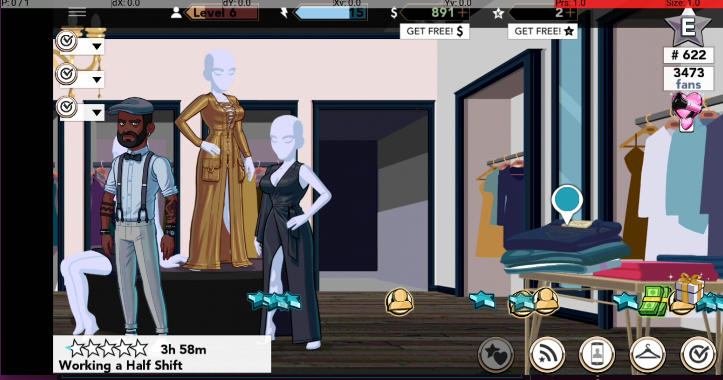 P: 0 / 1 dX: 0.0 dY: 0.0 Xv: 0.0 Yv: 0.0 Prs: 1.0 Size: 1.0
Level 6 15 $ 891 + 2 +
GET FREE! $ GET FREE!
E
# 622
3473
fans
3h 58m
Working a Half Shift